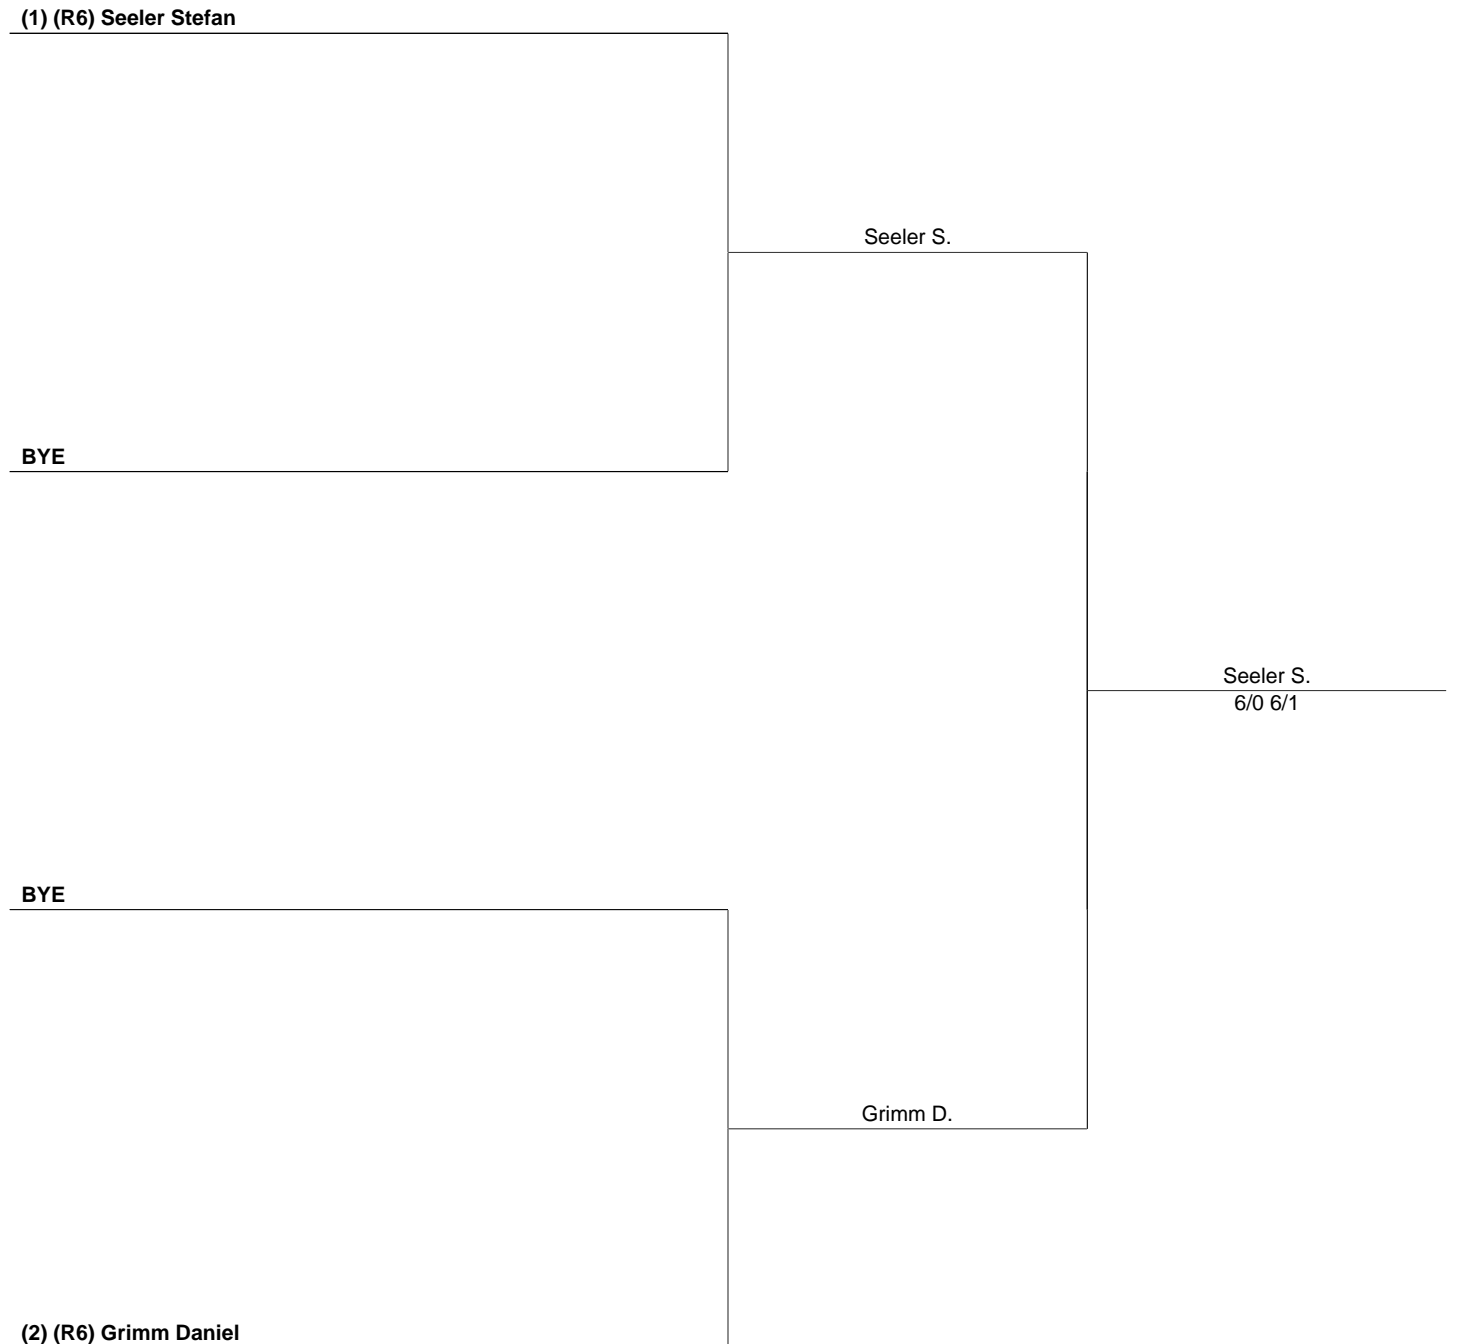 (1) (R6) Seeler Stefan
Seeler S.
BYE
Seeler S.
6/0 6/1
BYE
Grimm D.
(2) (R6) Grimm Daniel